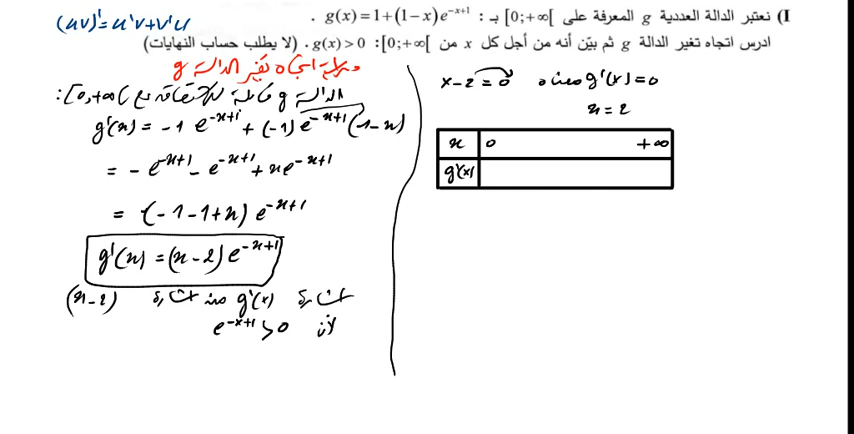 I) نعتبر الدالة العددية g المعرفة على [0;+∞[ بـ : g(x)=1+(1−x)e^{−x+1} .
ادرس اتجاه تغير الدالة g ثم بيّن أنه من أجل كل x من [0;+∞[: g(x)>0 . (لا يطلب حساب النهايات)
(uv)'=u'v+v'u
دراسة اتجاه تغير الدالة g
الدالة g قابلة للاشتقاق على [0,+∞[:
g'(x) = -1 e^{-x+1} + (-1)e^{-x+1}(1-x)
= - e^{-x+1} - e^{-x+1} + xe^{-x+1}
= (-1-1+x) e^{-x+1}
g'(x) = (x-2) e^{-x+1}
إشارة g'(x) من إشارة (x-2)
لأن e^{-x+1} > 0
g'(x)=0 معناه x-2=0
x = 2
x 0 +∞
g'(x)